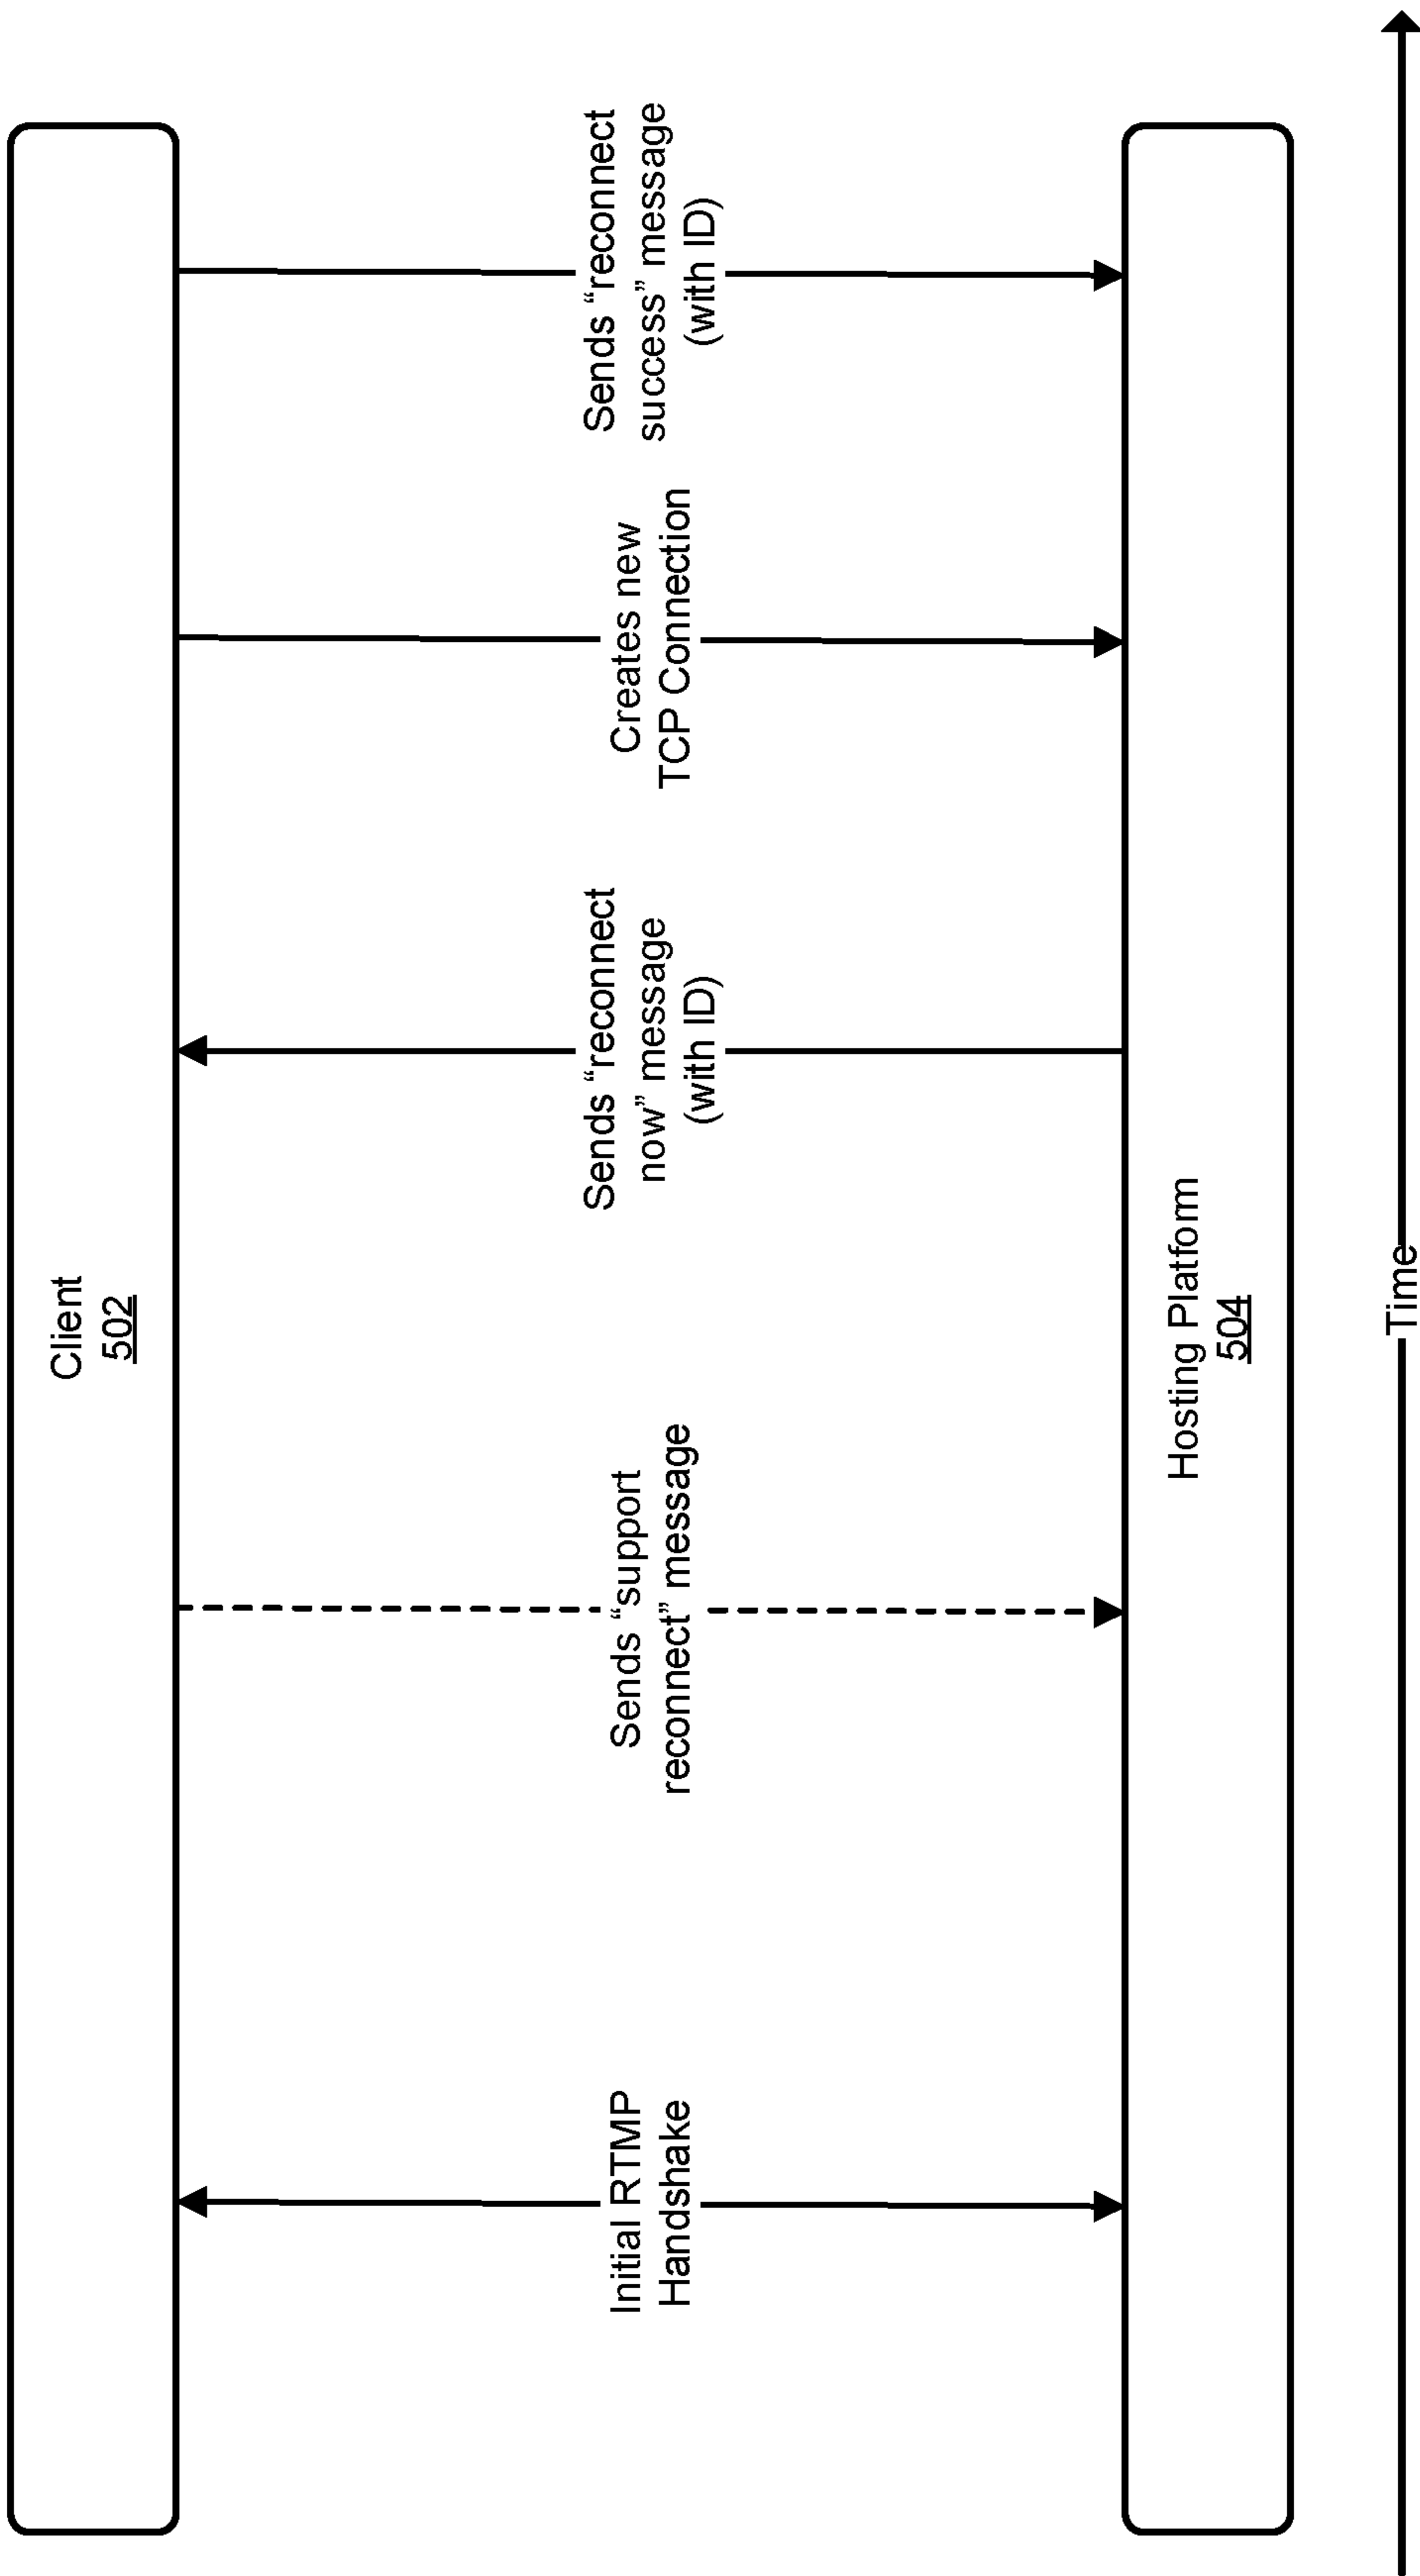 Client
502
Initial RTMP
Handshake
Sends “support
reconnect” message
Sends “reconnect
now” message
(with ID)
Creates new
TCP Connection
Sends “reconnect
success” message
(with ID)
Hosting Platform
504
Time